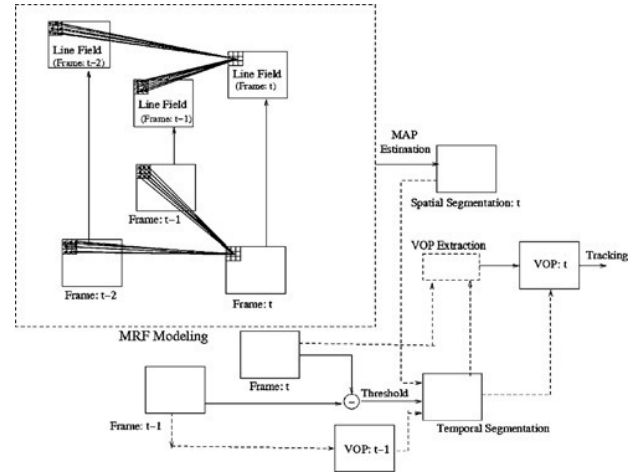 Line Field
(Frame: t-2)
Line Field
(Frame: t)
Line Field
(Frame: t-1)
MAP
Estimation
Frame: t-1
Spatial Segmentation: t
VOP Extraction
VOP: t
Tracking
Frame: t-2
Frame: t
MRF Modeling
Frame: t
Threshold
−
Frame: t-1
VOP: t-1
Temporal Segmentation